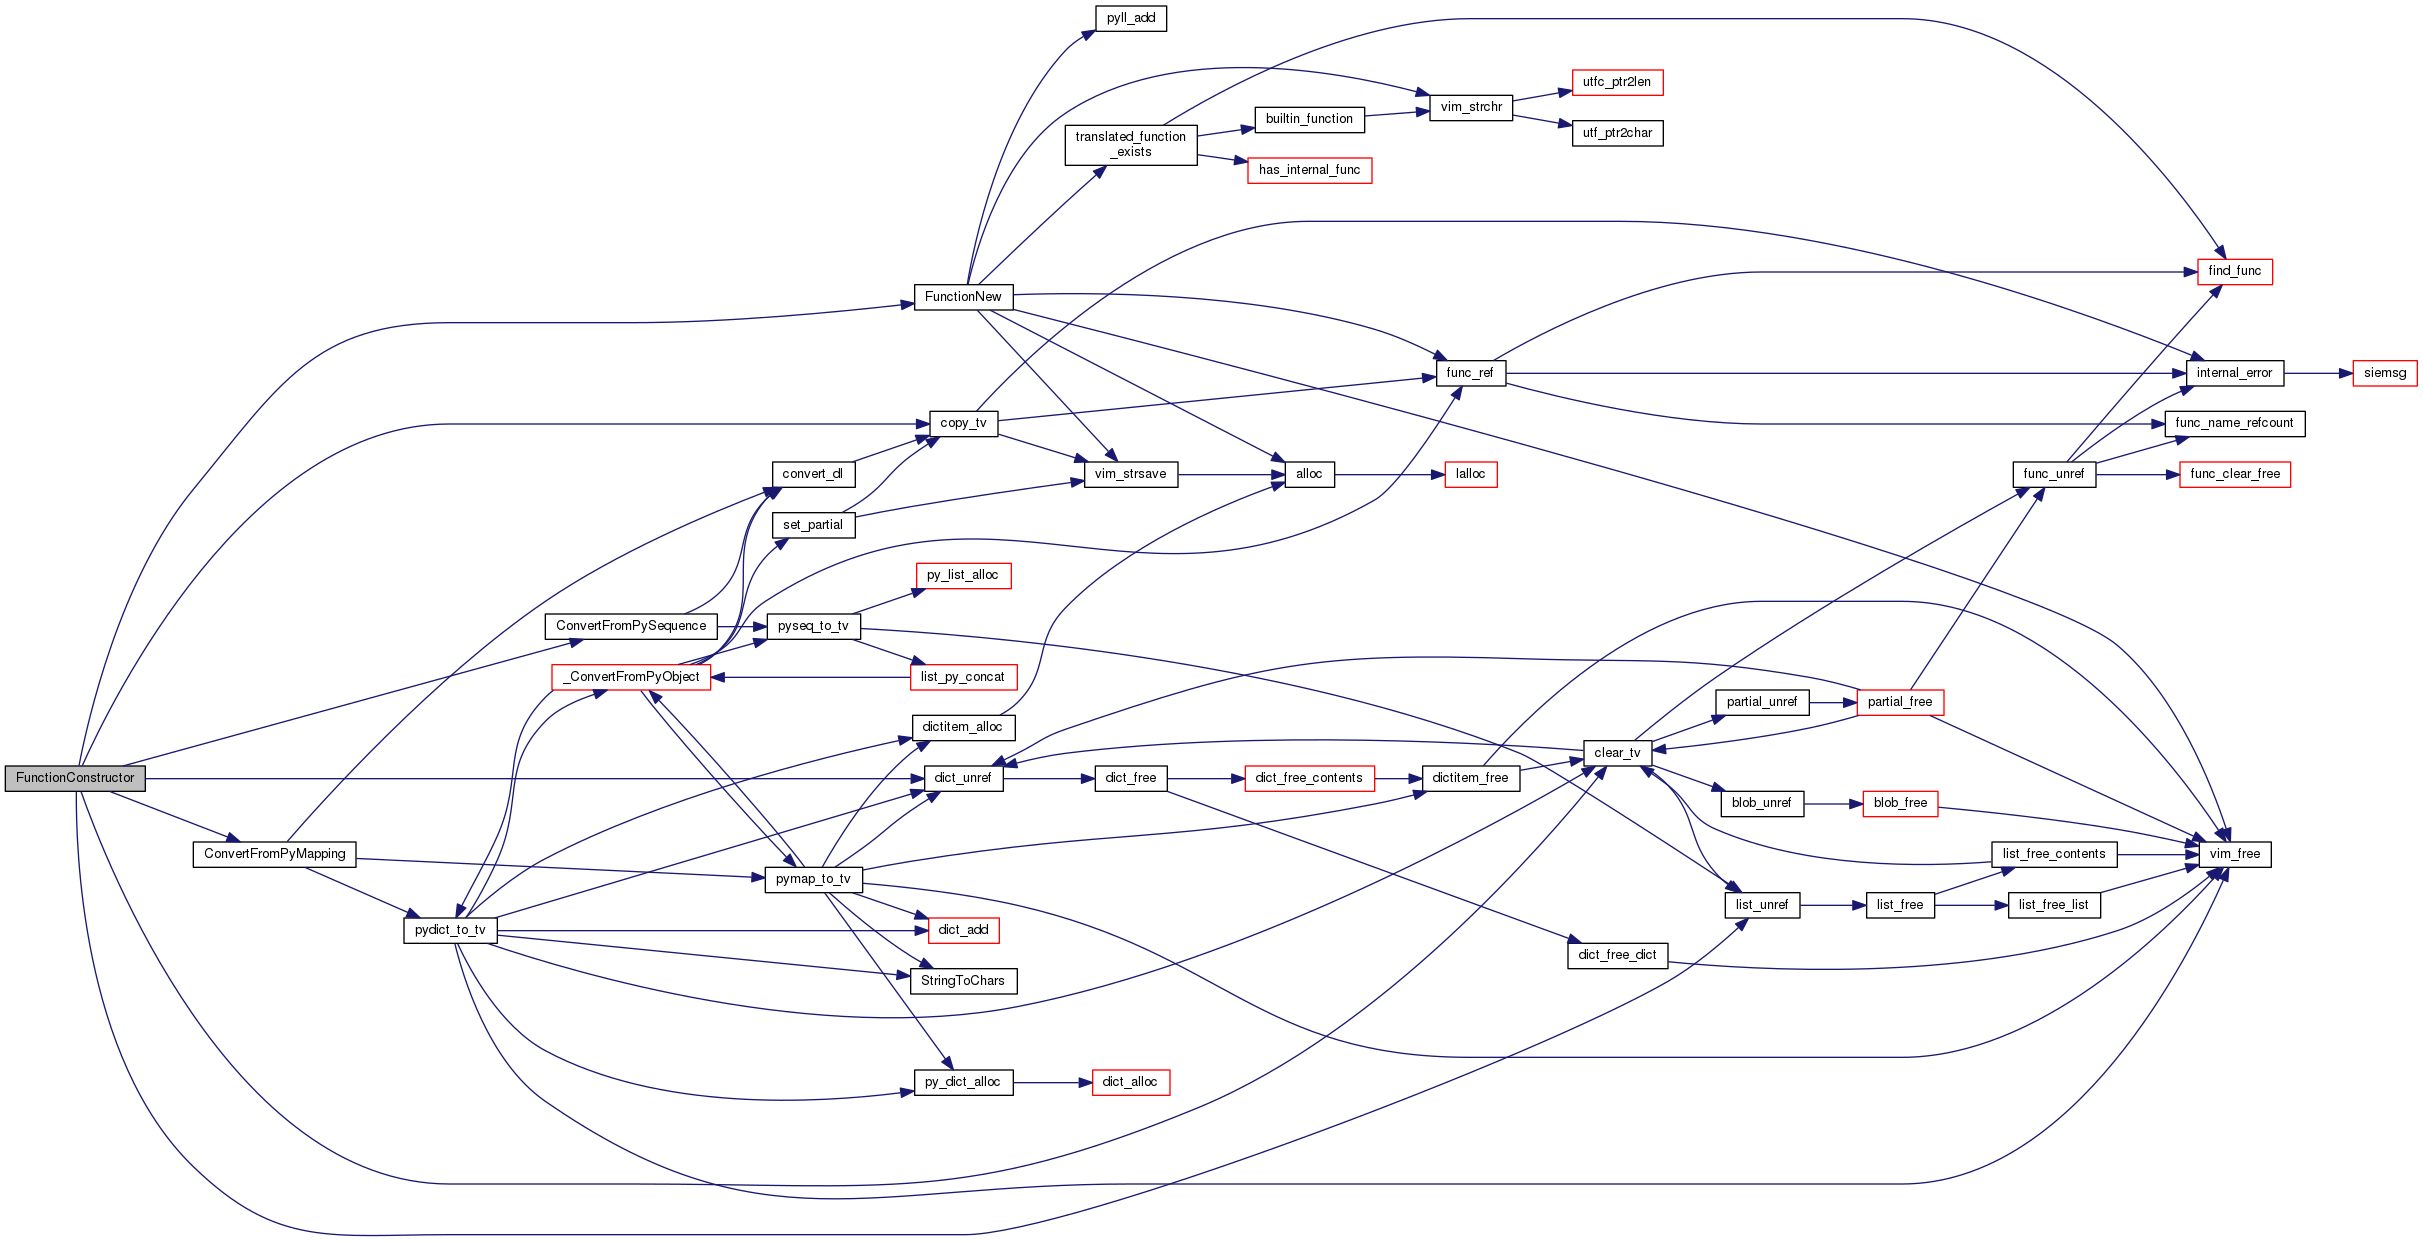 pyll_add
utfc_ptr2len
vim_strchr
builtin_function
utf_ptr2char
translated_function
_exists
has_internal_func
find_func
FunctionNew
func_ref
internal_error
siemsg
copy_tv
func_name_refcount
convert_dl
vim_strsave
alloc
lalloc
func_unref
func_clear_free
set_partial
py_list_alloc
ConvertFromPySequence
pyseq_to_tv
_ConvertFromPyObject
list_py_concat
partial_unref
partial_free
dictitem_alloc
clear_tv
FunctionConstructor
dict_unref
dict_free
dict_free_contents
dictitem_free
blob_unref
blob_free
ConvertFromPyMapping
list_free_contents
vim_free
pymap_to_tv
list_unref
list_free
list_free_list
pydict_to_tv
dict_add
dict_free_dict
StringToChars
py_dict_alloc
dict_alloc